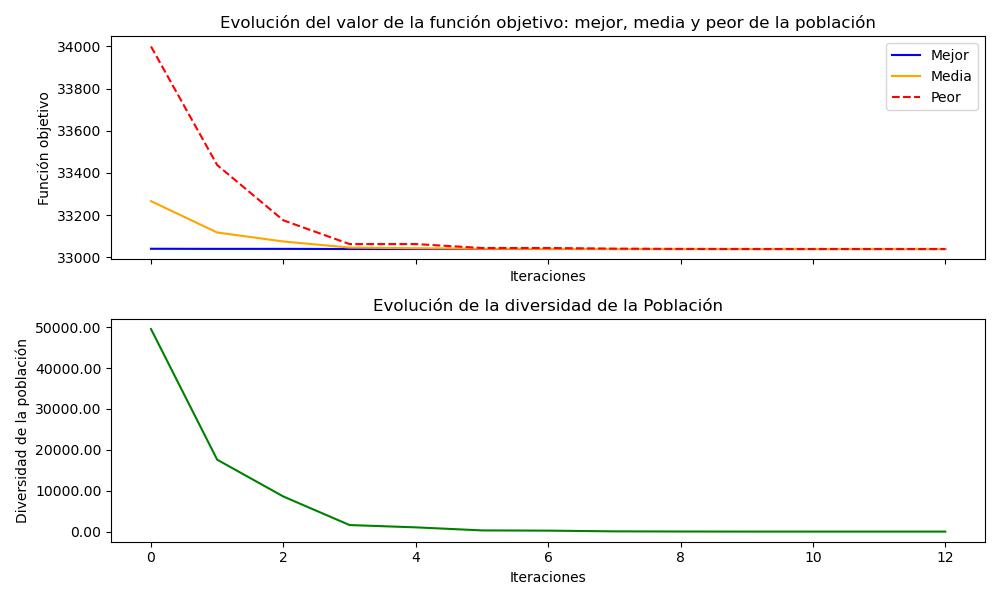 Evolución del valor de la función objetivo: mejor, media y peor de la población
Función objetivo
34000
33800
33600
33400
33200
33000
Mejor
Media
Peor
Iteraciones
Evolución de la diversidad de la Población
Diversidad de la población
50000.00
40000.00
30000.00
20000.00
10000.00
0.00
0 2 4 6 8 10 12
Iteraciones